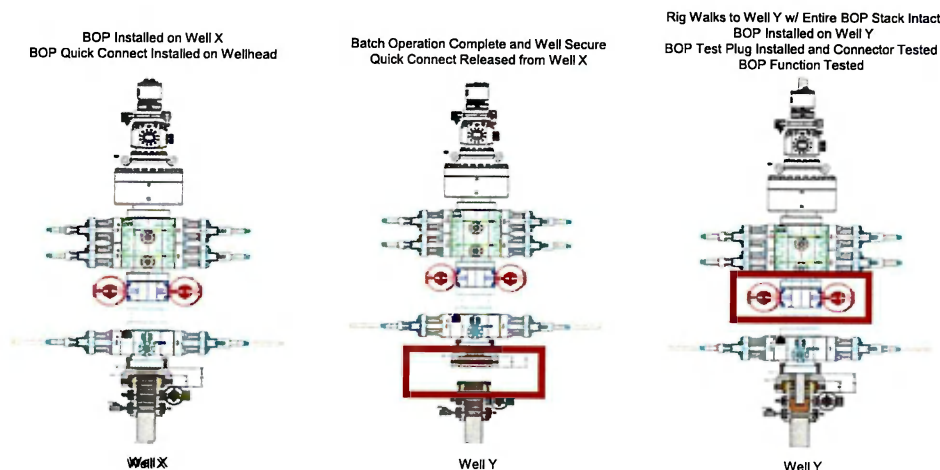 BOP Installed on Well X
BOP Quick Connect Installed on Wellhead
Batch Operation Complete and Well Secure
Quick Connect Released from Well X
Rig Walks to Well Y w/ Entire BOP Stack Intact
BOP Installed on Well Y
BOP Test Plug Installed and Connector Tested
BOP Function Tested
Well X
Well Y
Well Y